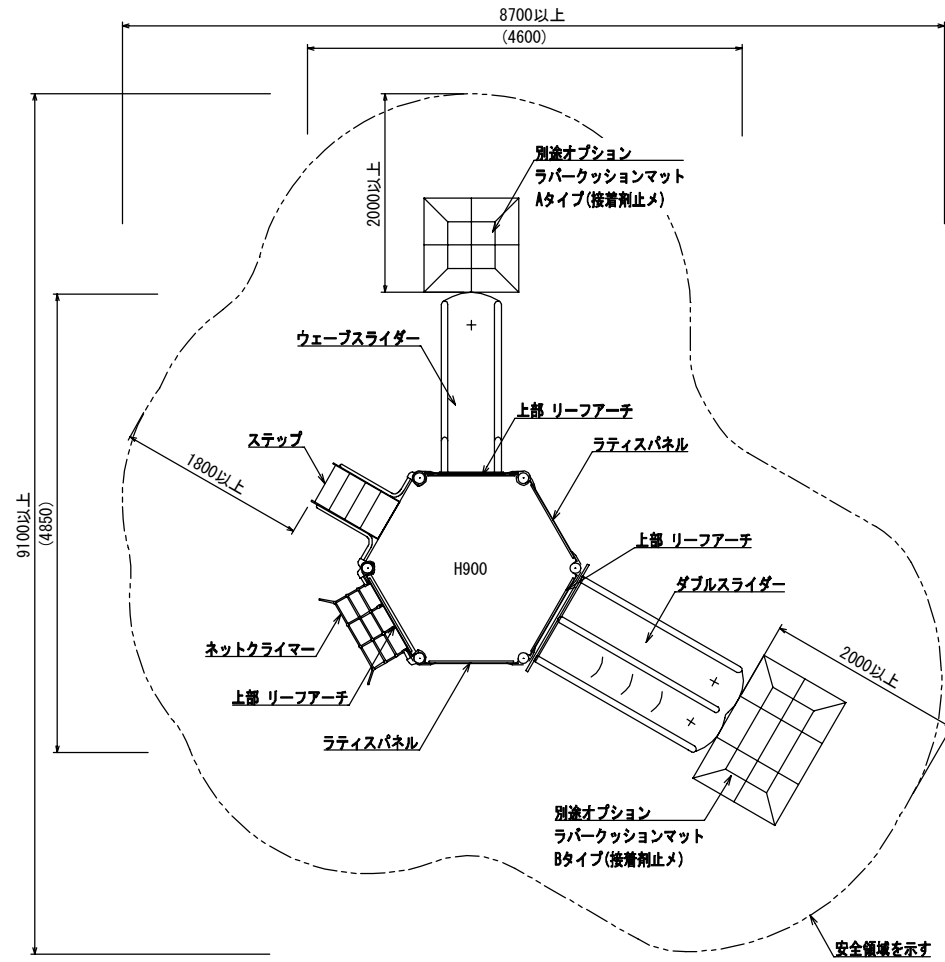 8700以上
(4600)
別途オプション
ラバークッションマット
Aタイプ(接着剤止メ)
2000以上
ウェーブスライダー
上部 リーフアーチ
ラティスパネル
ステップ
1800以上
9100以上
(4850)
上部 リーフアーチ
H900
ダブルスライダー
ネットクライマー
2000以上
上部 リーフアーチ
ラティスパネル
別途オプション
ラバークッションマット
Bタイプ(接着剤止メ)
安全領域を示す